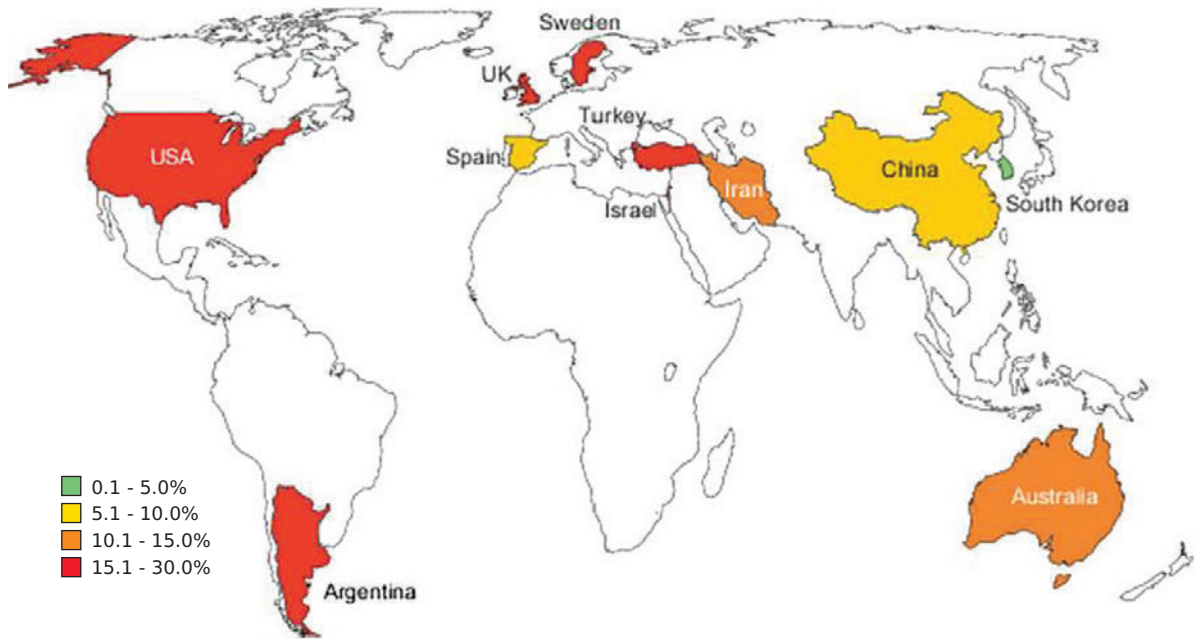 Sweden
UK
Turkey
USA
Spain
China
Iran
Israel
South Korea
Australia
0.1 - 5.0%
5.1 - 10.0%
10.1 - 15.0%
15.1 - 30.0%
Argentina